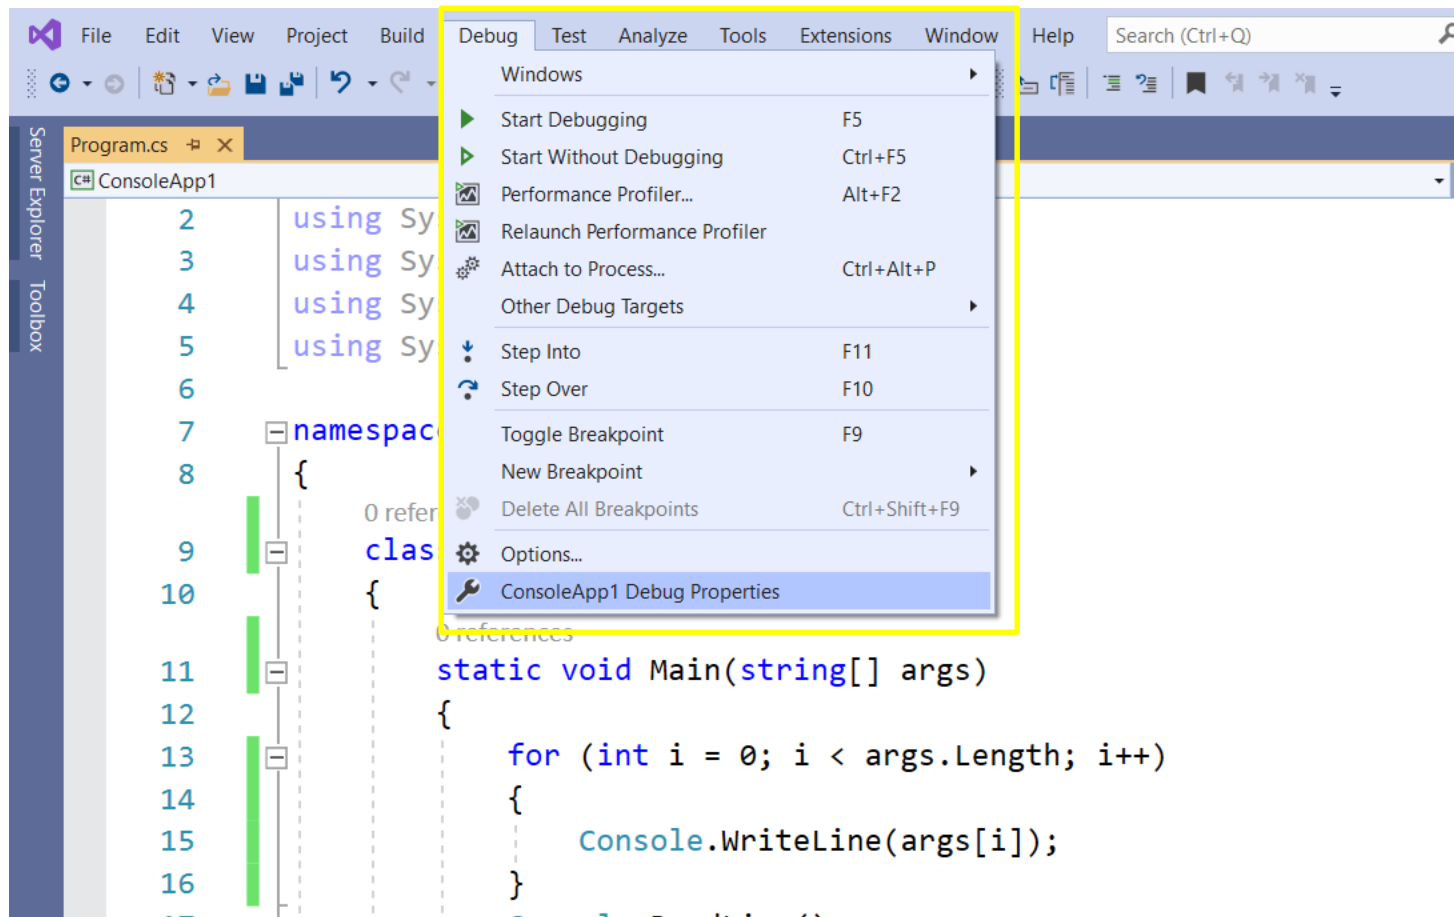 File Edit View Project Build Debug Test Analyze Tools Extensions Window Help Search (Ctrl+Q)
Windows
Start Debugging F5
Program.cs
Start Without Debugging Ctrl+F5
C# ConsoleApp1
Performance Profiler... Alt+F2
2 using Sy
Relaunch Performance Profiler
3 using Sy
Attach to Process... Ctrl+Alt+P
4 using Sy
Other Debug Targets
5 using Sy
Step Into F11
6
Step Over F10
7 namespac
Toggle Breakpoint F9
8 {
New Breakpoint
0 refer
Delete All Breakpoints Ctrl+Shift+F9
9 clas
Options...
10 {
ConsoleApp1 Debug Properties
0 references
11 static void Main(string[] args)
12 {
13 for (int i = 0; i < args.Length; i++)
14 {
15 Console.WriteLine(args[i]);
16 }
Server Explorer
Toolbox